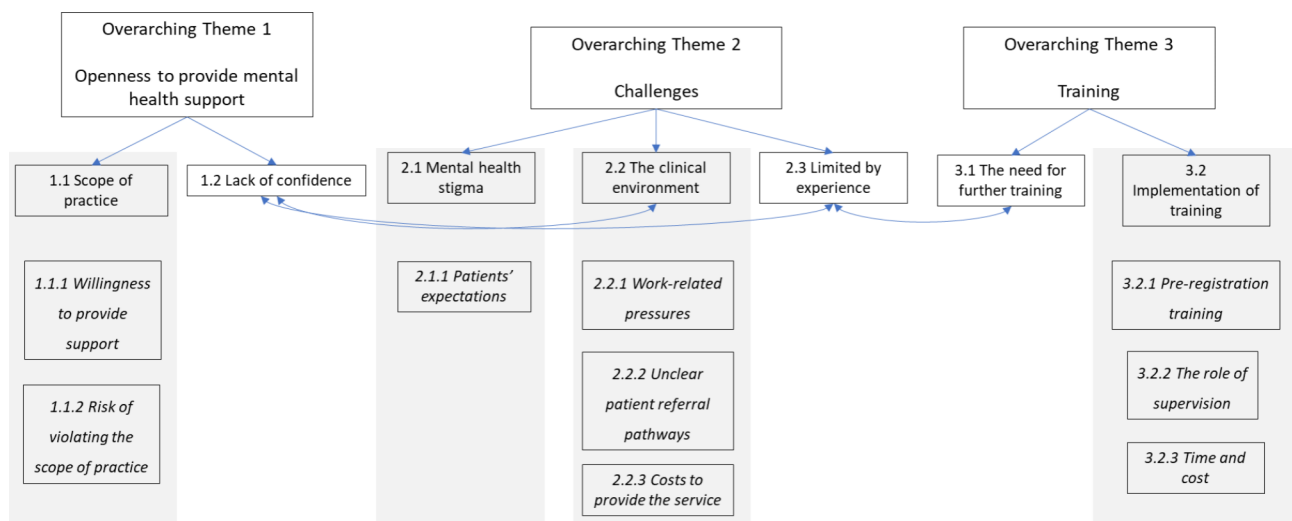 Overarching Theme 1
Openness to provide mental
health support
Overarching Theme 2
Challenges
Overarching Theme 3
Training
1.1 Scope of
practice
1.2 Lack of confidence
2.1 Mental health
stigma
2.2 The clinical
environment
2.3 Limited by
experience
3.1 The need for
further training
3.2
Implementation of
training
1.1.1 Willingness
to provide
support
1.1.2 Risk of
violating the
scope of practice
2.1.1 Patients’
expectations
2.2.1 Work-related
pressures
2.2.2 Unclear
patient referral
pathways
2.2.3 Costs to
provide the service
3.2.1 Pre-registration
training
3.2.2 The role of
supervision
3.2.3 Time and
cost